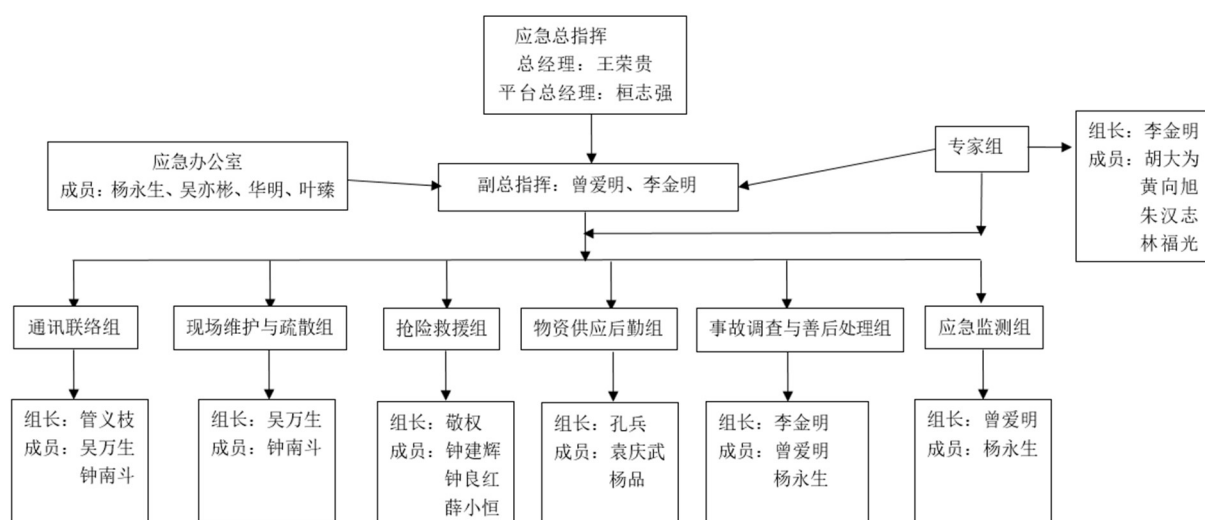 应急总指挥
总经理：王荣贵
平台总经理：桓志强
应急办公室
成员：杨永生、吴亦彬、华明、叶臻
副总指挥：曾爱明、李金明
专家组
组长：李金明
成员：胡大为
黄向旭
朱汉志
林福光
通讯联络组
现场维护与疏散组
抢险救援组
物资供应后勤组
事故调查与善后处理组
应急监测组
组长：管义枝
成员：吴万生
钟南斗
组长：吴万生
成员：钟南斗
组长：敬权
成员：钟建辉
钟良红
薛小恒
组长：孔兵
成员：袁庆武
杨品
组长：李金明
成员：曾爱明
杨永生
组长：曾爱明
成员：杨永生